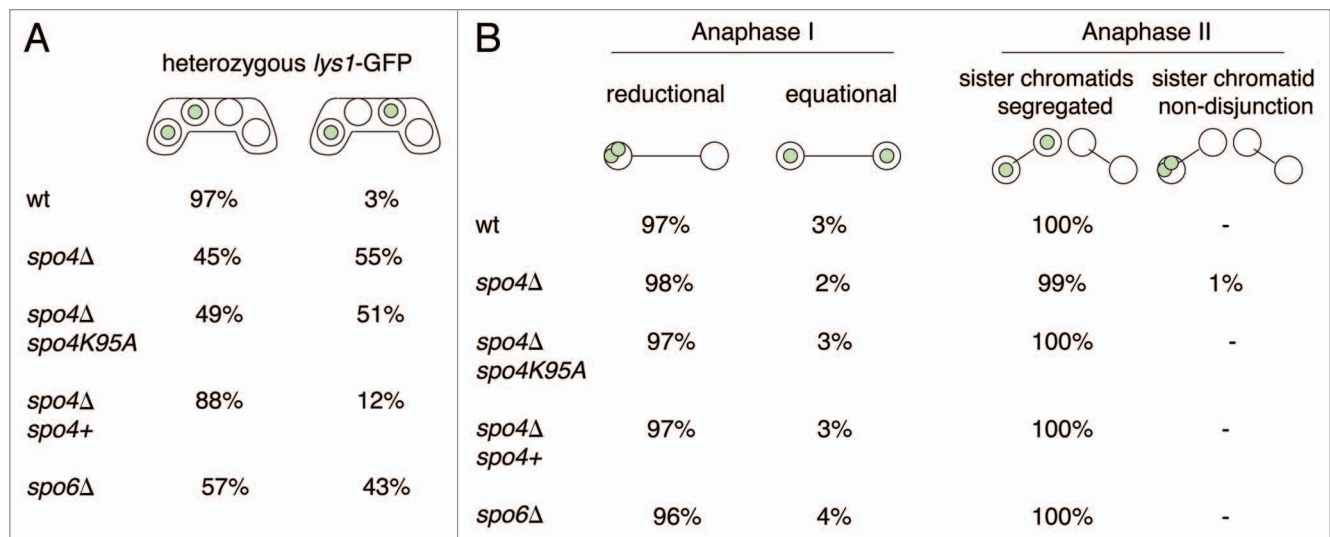 A
heterozygous lys1-GFP
wt 97% 3%
spo4Δ 45% 55%
spo4Δ 49% 51%
spo4K95A
spo4Δ 88% 12%
spo4+
spo6Δ 57% 43%
B
Anaphase I Anaphase II
reductional equational sister chromatids segregated sister chromatid non-disjunction
wt 97% 3% 100% -
spo4Δ 98% 2% 99% 1%
spo4Δ 97% 3% 100% -
spo4K95A
spo4Δ 97% 3% 100% -
spo4+
spo6Δ 96% 4% 100% -